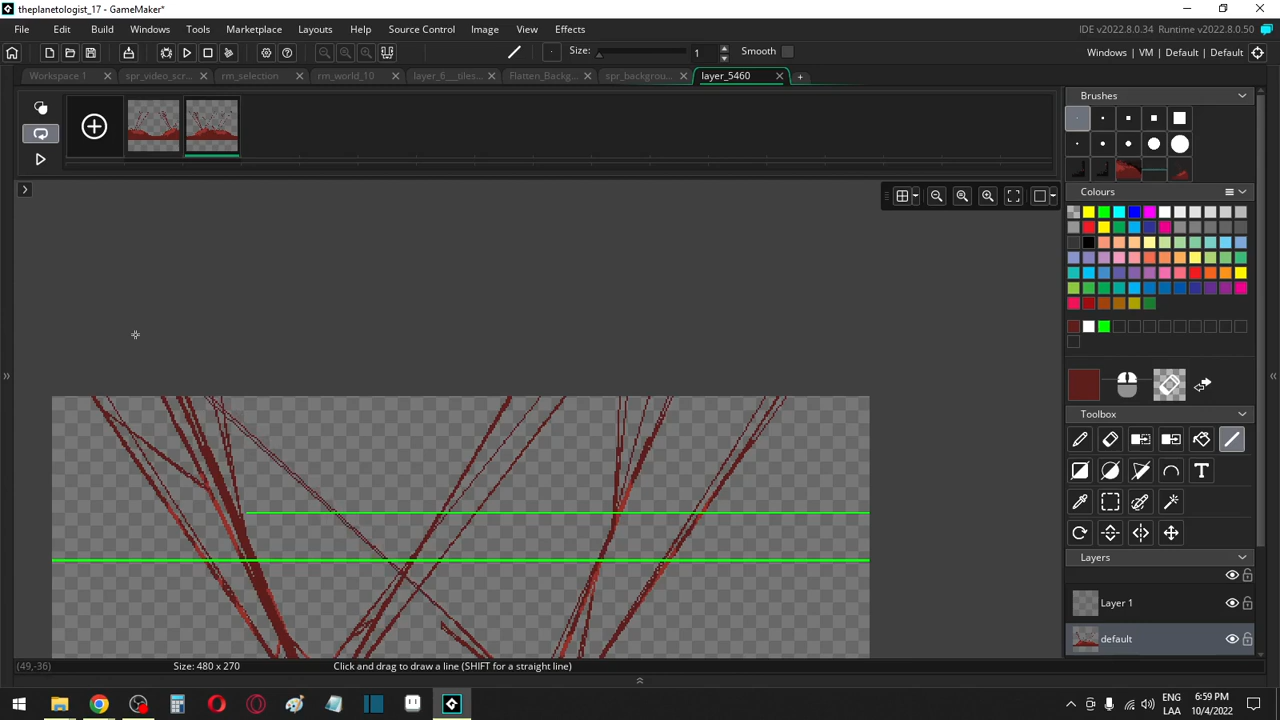 theplanetologist_17 - GameMaker*
File Edit Build Windows Tools Marketplace Layouts Help Source Control Image View Effects
IDE v2022.8.0.34 Runtime v2022.8.0.50
Size: 1 Smooth
Windows | VM | Default | Default
Workspace 1 spr_video_scr... rm_selection rm_world_10 layer_6___tiles... Flatten_Backg... spr_backgrou... layer_5460
Brushes
Colours
Toolbox
Layers
Layer 1
default
(49,-36) Size: 480 x 270 Click and drag to draw a line (SHIFT for a straight line)
ENG 6:59 PM
LAA 10/4/2022